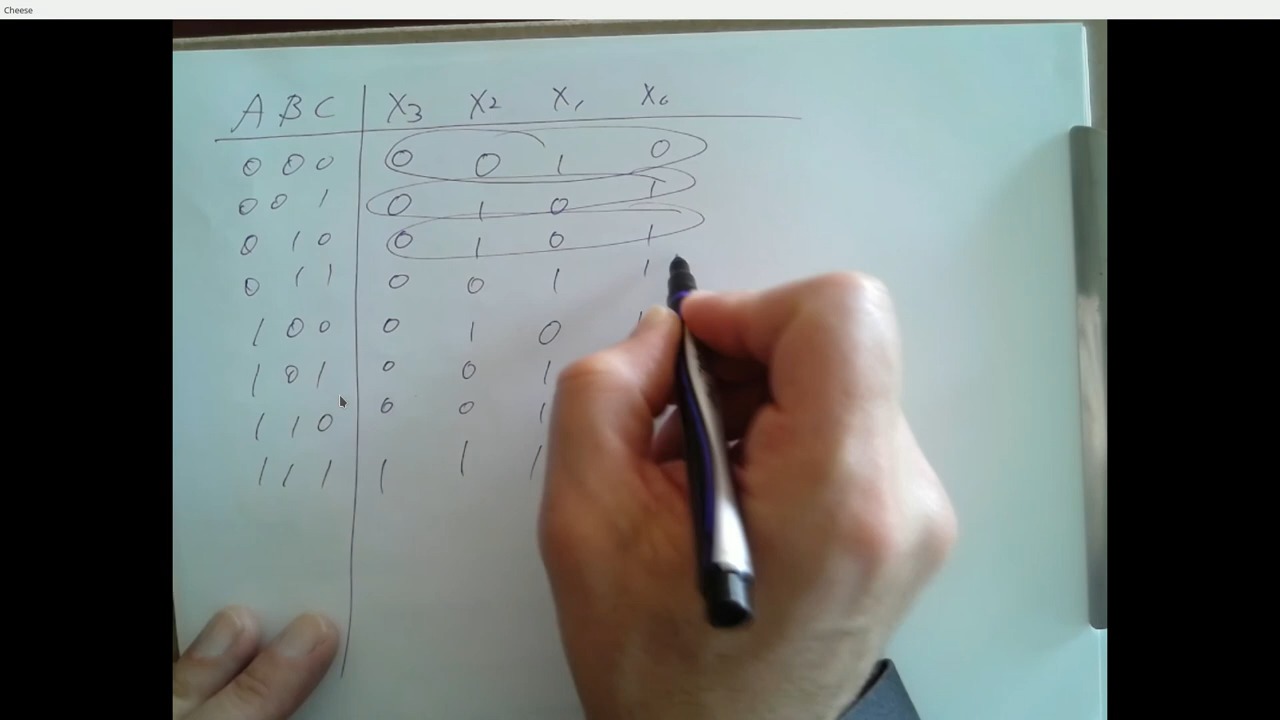 Cheese
A B C X3 X2 X1 X0
0 0 0 0 0 1 0
0 0 1 0 1 0 1
0 1 0 0 1 0 1
0 1 1 0 0 1 1
1 0 0 0 1 0 1
1 0 1 0 0 1
1 1 0 0 0 1
1 1 1 1 1 1